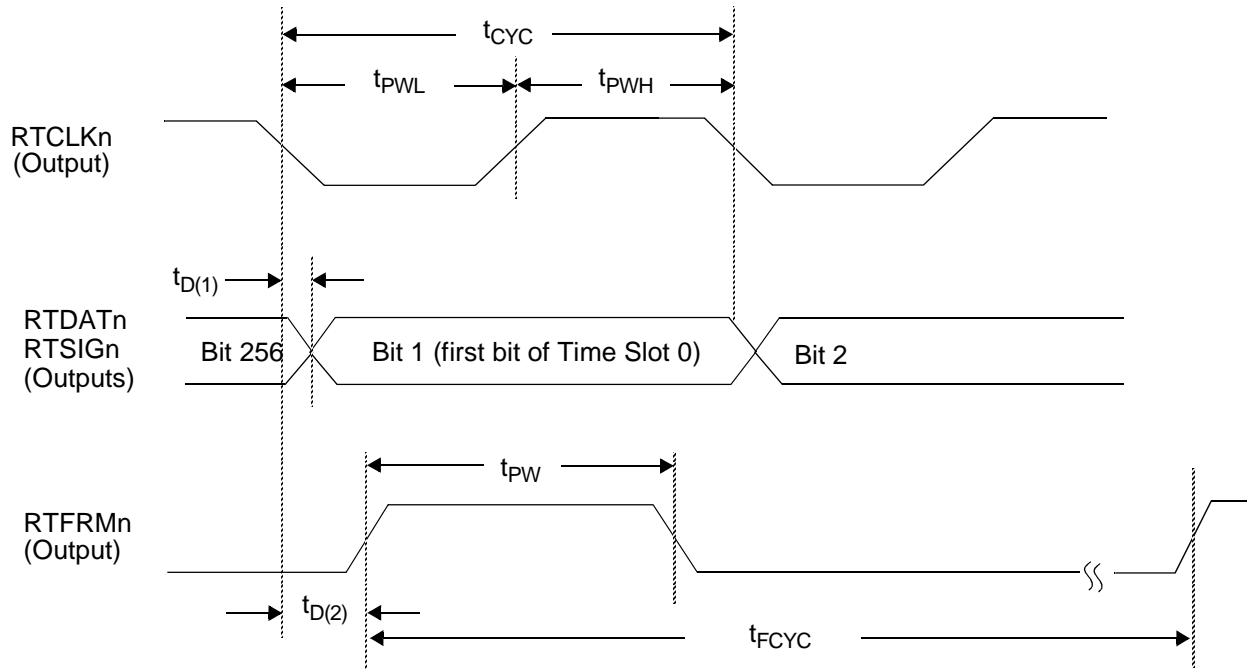 tCYC
tPWL
tPWH
RTCLKn
(Output)
tD(1)
RTDATn
RTSIGn
(Outputs)
Bit 256
Bit 1 (first bit of Time Slot 0)
Bit 2
tPW
RTFRMn
(Output)
tD(2)
tFCYC